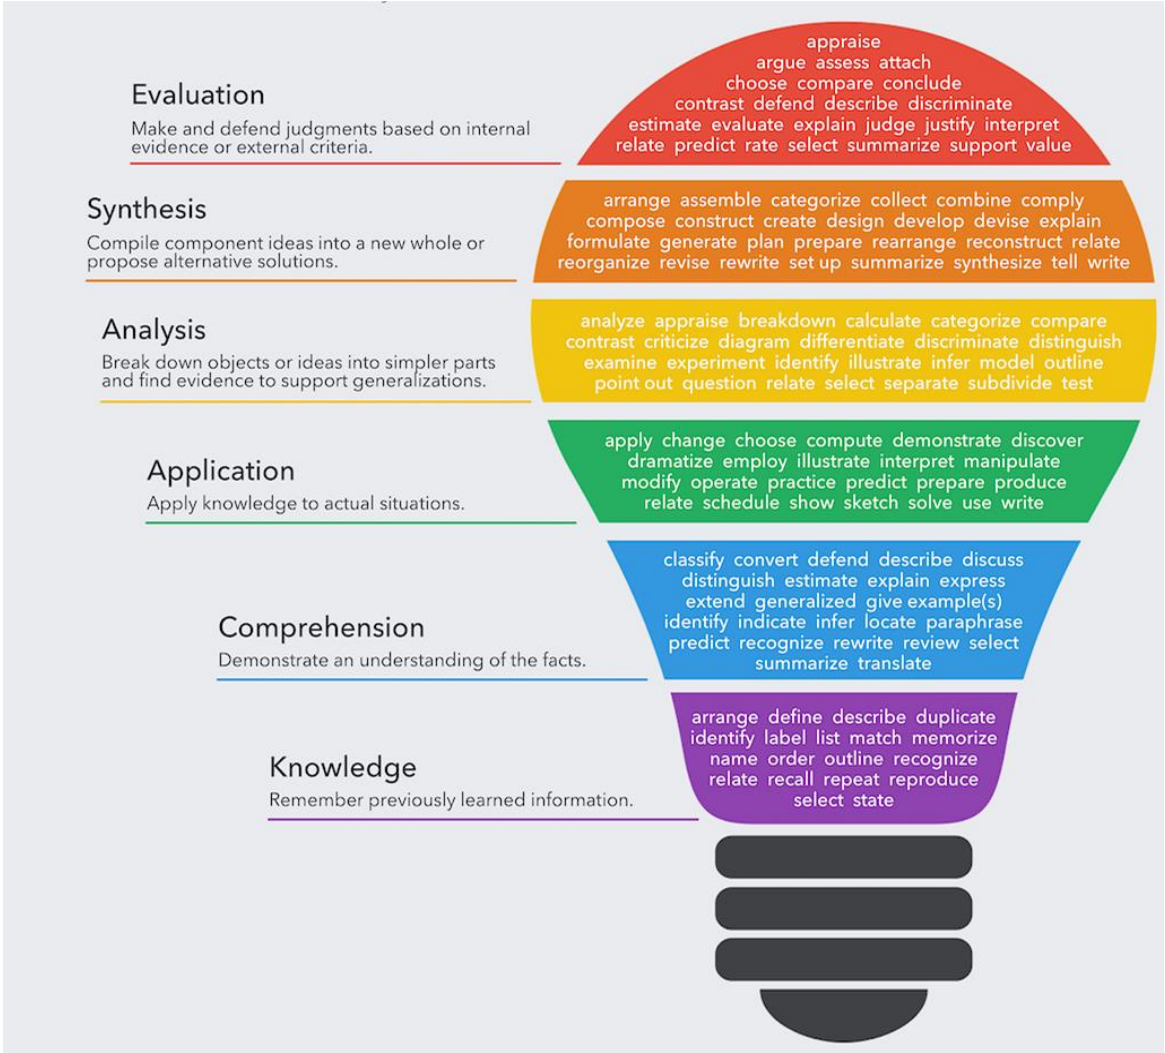 Evaluation
Make and defend judgments based on internal
evidence or external criteria.
appraise
argue assess attach
choose compare conclude
contrast defend describe discriminate
estimate evaluate explain judge justify interpret
relate predict rate select summarize support value
Synthesis
Compile component ideas into a new whole or
propose alternative solutions.
arrange assemble categorize collect combine comply
compose construct create design develop devise explain
formulate generate plan prepare rearrange reconstruct relate
reorganize revise rewrite set up summarize synthesize tell write
Analysis
Break down objects or ideas into simpler parts
and find evidence to support generalizations.
analyze appraise breakdown calculate categorize compare
contrast criticize diagram differentiate discriminate distinguish
examine experiment identify illustrate infer model outline
point out question relate select separate subdivide test
Application
Apply knowledge to actual situations.
apply change choose compute demonstrate discover
dramatize employ illustrate interpret manipulate
modify operate practice predict prepare produce
relate schedule show sketch solve use write
Comprehension
Demonstrate an understanding of the facts.
classify convert defend describe discuss
distinguish estimate explain express
extend generalized give example(s)
identify indicate infer locate paraphrase
predict recognize rewrite review select
summarize translate
Knowledge
Remember previously learned information.
arrange define describe duplicate
identify label list match memorize
name order outline recognize
relate recall repeat reproduce
select state